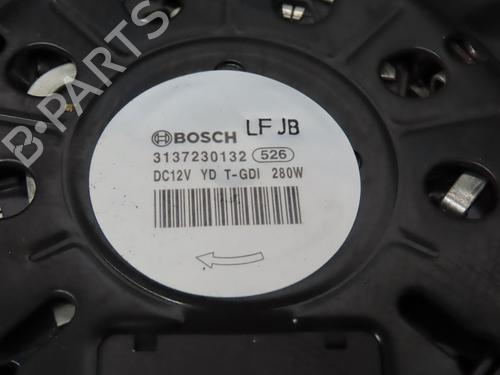 B-PARTS
BOSCH LF JB
3137230132 526
DC12V YD T-GDI 280W